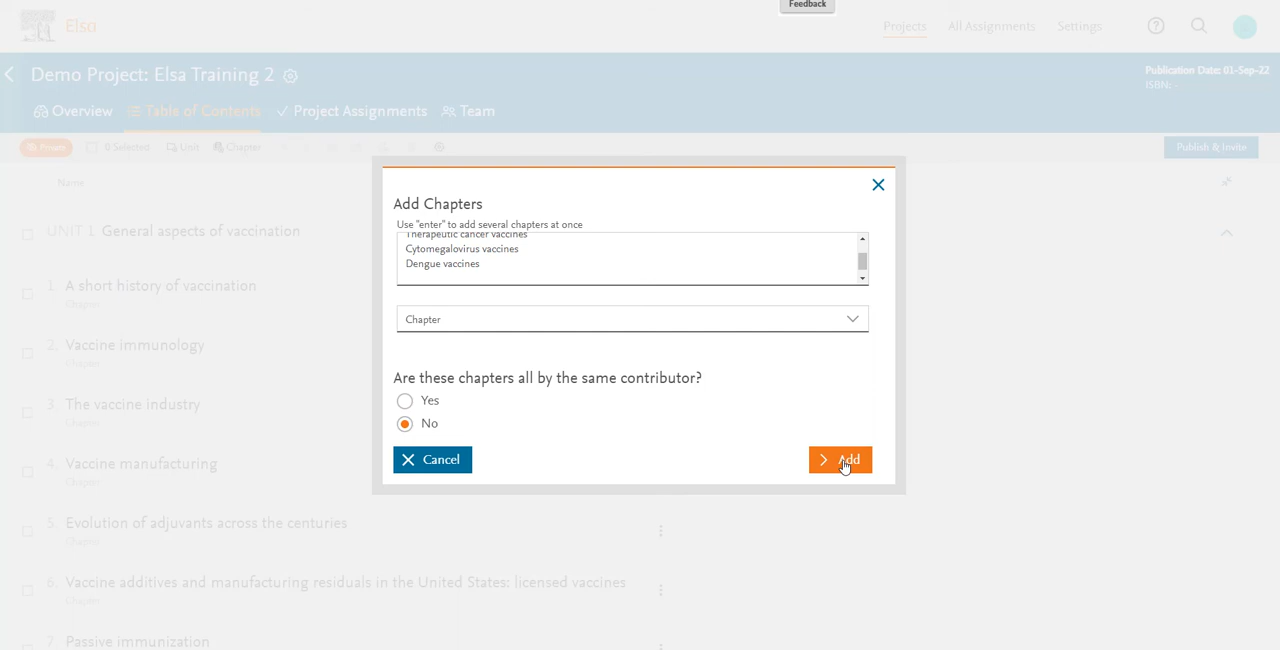 Feedback
Elsa
Projects All Assignments Settings
Demo Project: Elsa Training 2
Publication Date: 01-Sep-22
ISBN: -
Overview Table of Contents Project Assignments Team
0 Selected Unit Chapter
Publish & Invite
Name
Add Chapters
Use "enter" to add several chapters at once
Therapeutic cancer vaccines
Cytomegalovirus vaccines
Dengue vaccines
Chapter
Are these chapters all by the same contributor?
Yes
No
Cancel Add
UNIT 1 General aspects of vaccination
1. A short history of vaccination
Chapter
2. Vaccine immunology
Chapter
3. The vaccine industry
Chapter
4. Vaccine manufacturing
Chapter
5. Evolution of adjuvants across the centuries
Chapter
6. Vaccine additives and manufacturing residuals in the United States: licensed vaccines
Chapter
7. Passive immunization